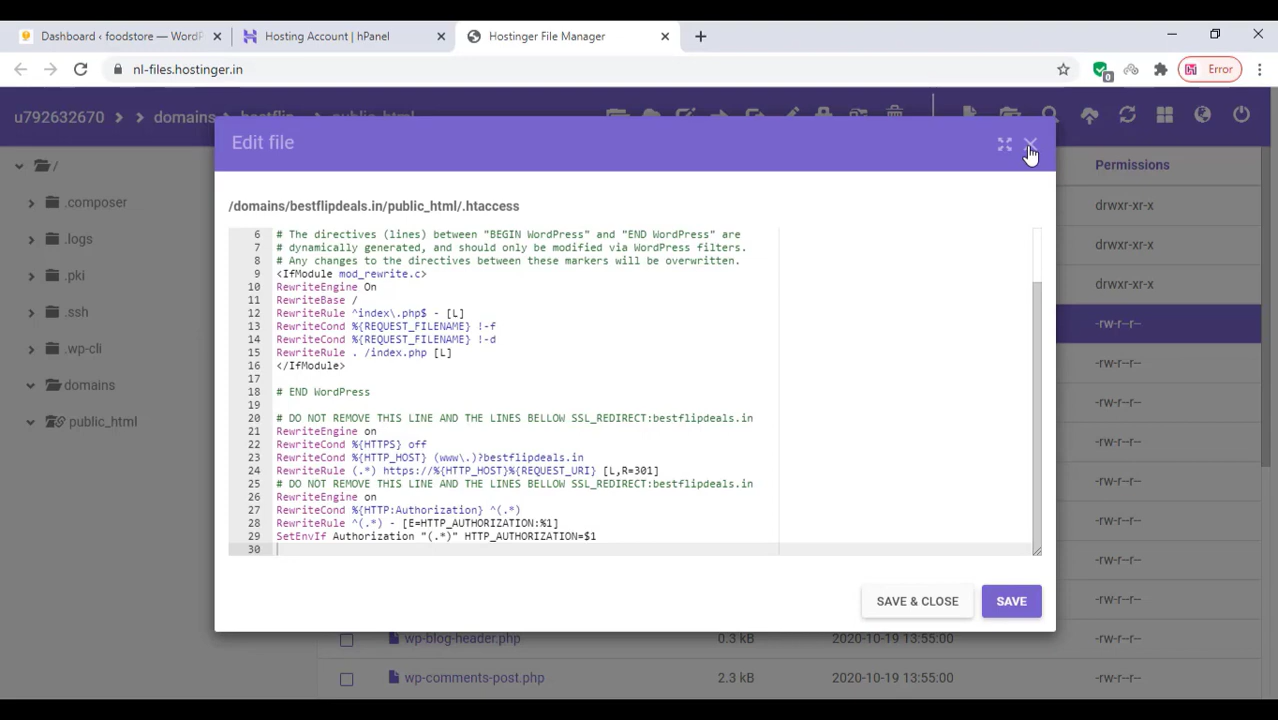 Dashboard ‹ foodstore — WordP
Hosting Account | hPanel
Hostinger File Manager
nl-files.hostinger.in
0
Error
u792632670
domains
bestflip
public_html
Edit file
/
.composer
.logs
.pki
.ssh
.wp-cli
domains
public_html
/domains/bestflipdeals.in/public_html/.htaccess
6 # The directives (lines) between "BEGIN WordPress" and "END WordPress" are
7 # dynamically generated, and should only be modified via WordPress filters.
8 # Any changes to the directives between these markers will be overwritten.
9 <IfModule mod_rewrite.c>
10 RewriteEngine On
11 RewriteBase /
12 RewriteRule ^index\.php$ - [L]
13 RewriteCond %{REQUEST_FILENAME} !-f
14 RewriteCond %{REQUEST_FILENAME} !-d
15 RewriteRule . /index.php [L]
16 </IfModule>
17
18 # END WordPress
19
20 # DO NOT REMOVE THIS LINE AND THE LINES BELLOW SSL_REDIRECT:bestflipdeals.in
21 RewriteEngine on
22 RewriteCond %{HTTPS} off
23 RewriteCond %{HTTP_HOST} (www\.)?bestflipdeals.in
24 RewriteRule (.*) https://%{HTTP_HOST}%{REQUEST_URI} [L,R=301]
25 # DO NOT REMOVE THIS LINE AND THE LINES BELLOW SSL_REDIRECT:bestflipdeals.in
26 RewriteEngine on
27 RewriteCond %{HTTP:Authorization} ^(.*)
28 RewriteRule ^(.*) - [E=HTTP_AUTHORIZATION:%1]
29 SetEnvIf Authorization "(.*)" HTTP_AUTHORIZATION=$1
30
SAVE & CLOSE
SAVE
Permissions
drwxr-xr-x
drwxr-xr-x
drwxr-xr-x
-rw-r--r--
-rw-r--r--
-rw-r--r--
-rw-r--r--
-rw-r--r--
-rw-r--r--
-rw-r--r--
-rw-r--r--
wp-blog-header.php 0.3 kB 2020-10-19 13:55:00 -rw-r--r--
wp-comments-post.php 2.3 kB 2020-10-19 13:55:00 -rw-r--r--